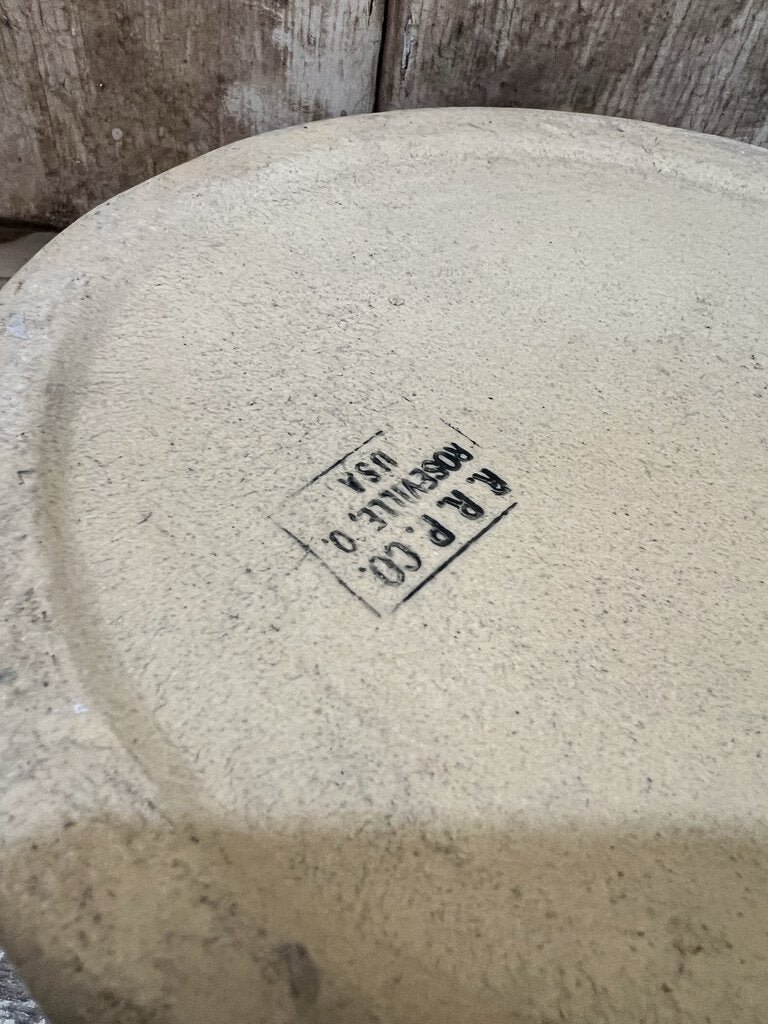 R. R. P. CO.
ROSEVILLE, O.
USA